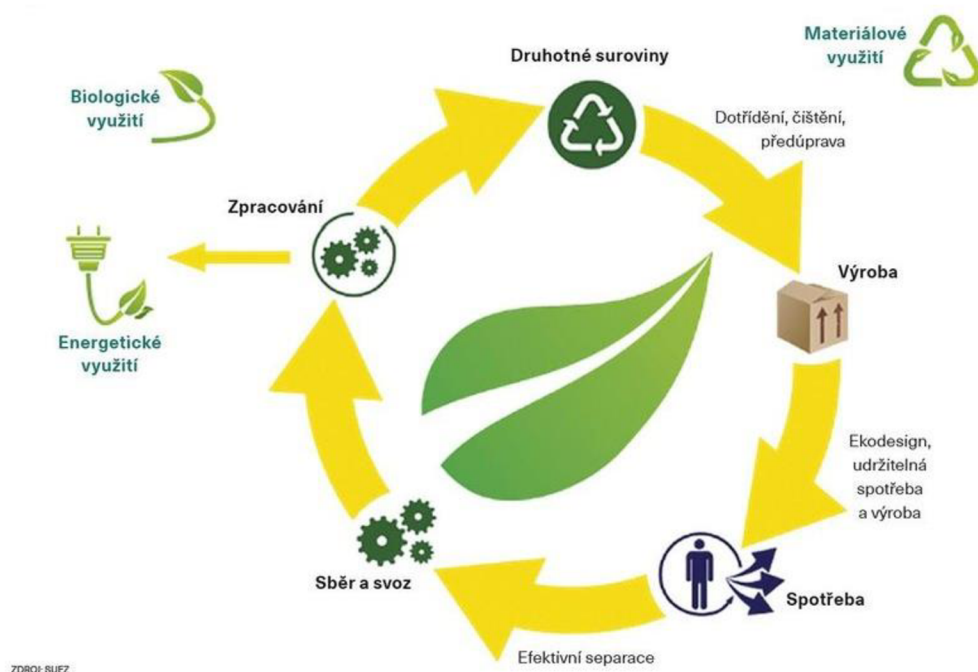 Materiálové
využití
Druhotné suroviny
Biologické
využití
Dotřídění, čištění,
předúprava
Zpracování
Výroba
Energetické
využití
Ekodesign,
udržitelná
spotřeba
a výroba
Sběr a svoz
Spotřeba
Efektivní separace
ZDROJ: SUEZ